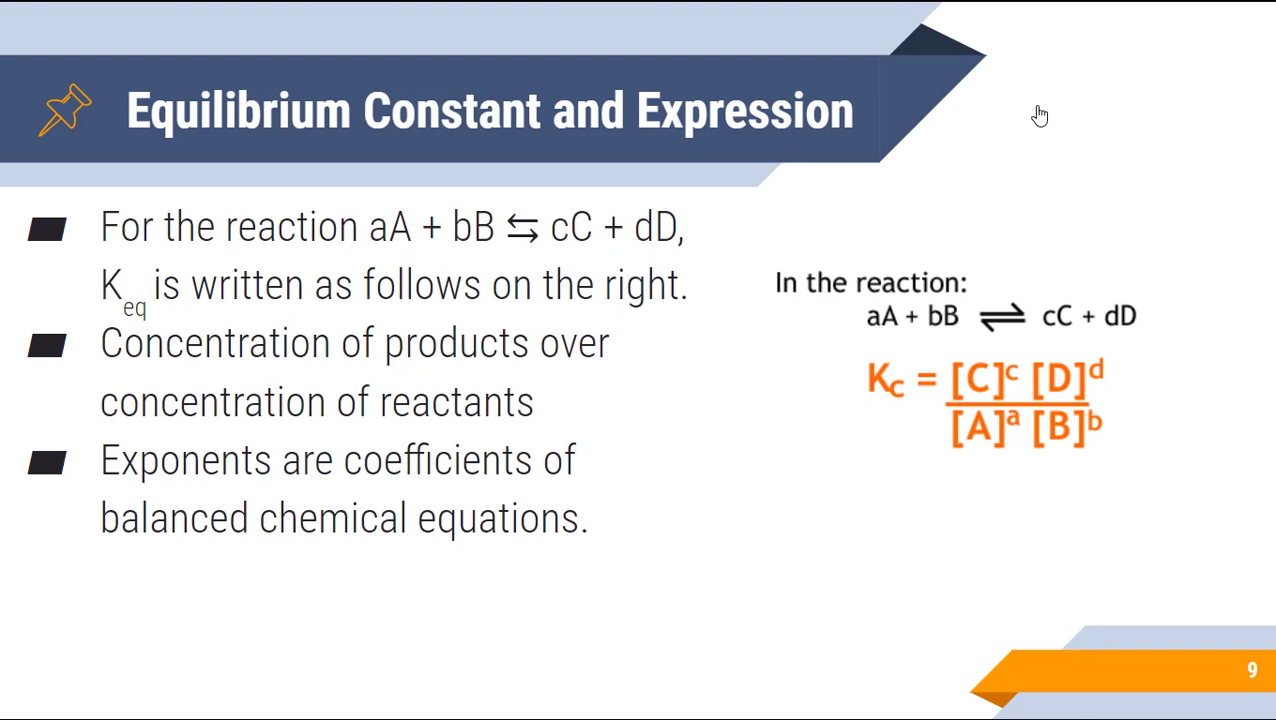 Equilibrium Constant and Expression
For the reaction aA + bB ⇆ cC + dD,
K_eq is written as follows on the right.
Concentration of products over
concentration of reactants
Exponents are coefficients of
balanced chemical equations.
In the reaction:
aA + bB ⇌ cC + dD
K_C = [C]^c [D]^d
[A]^a [B]^b
9